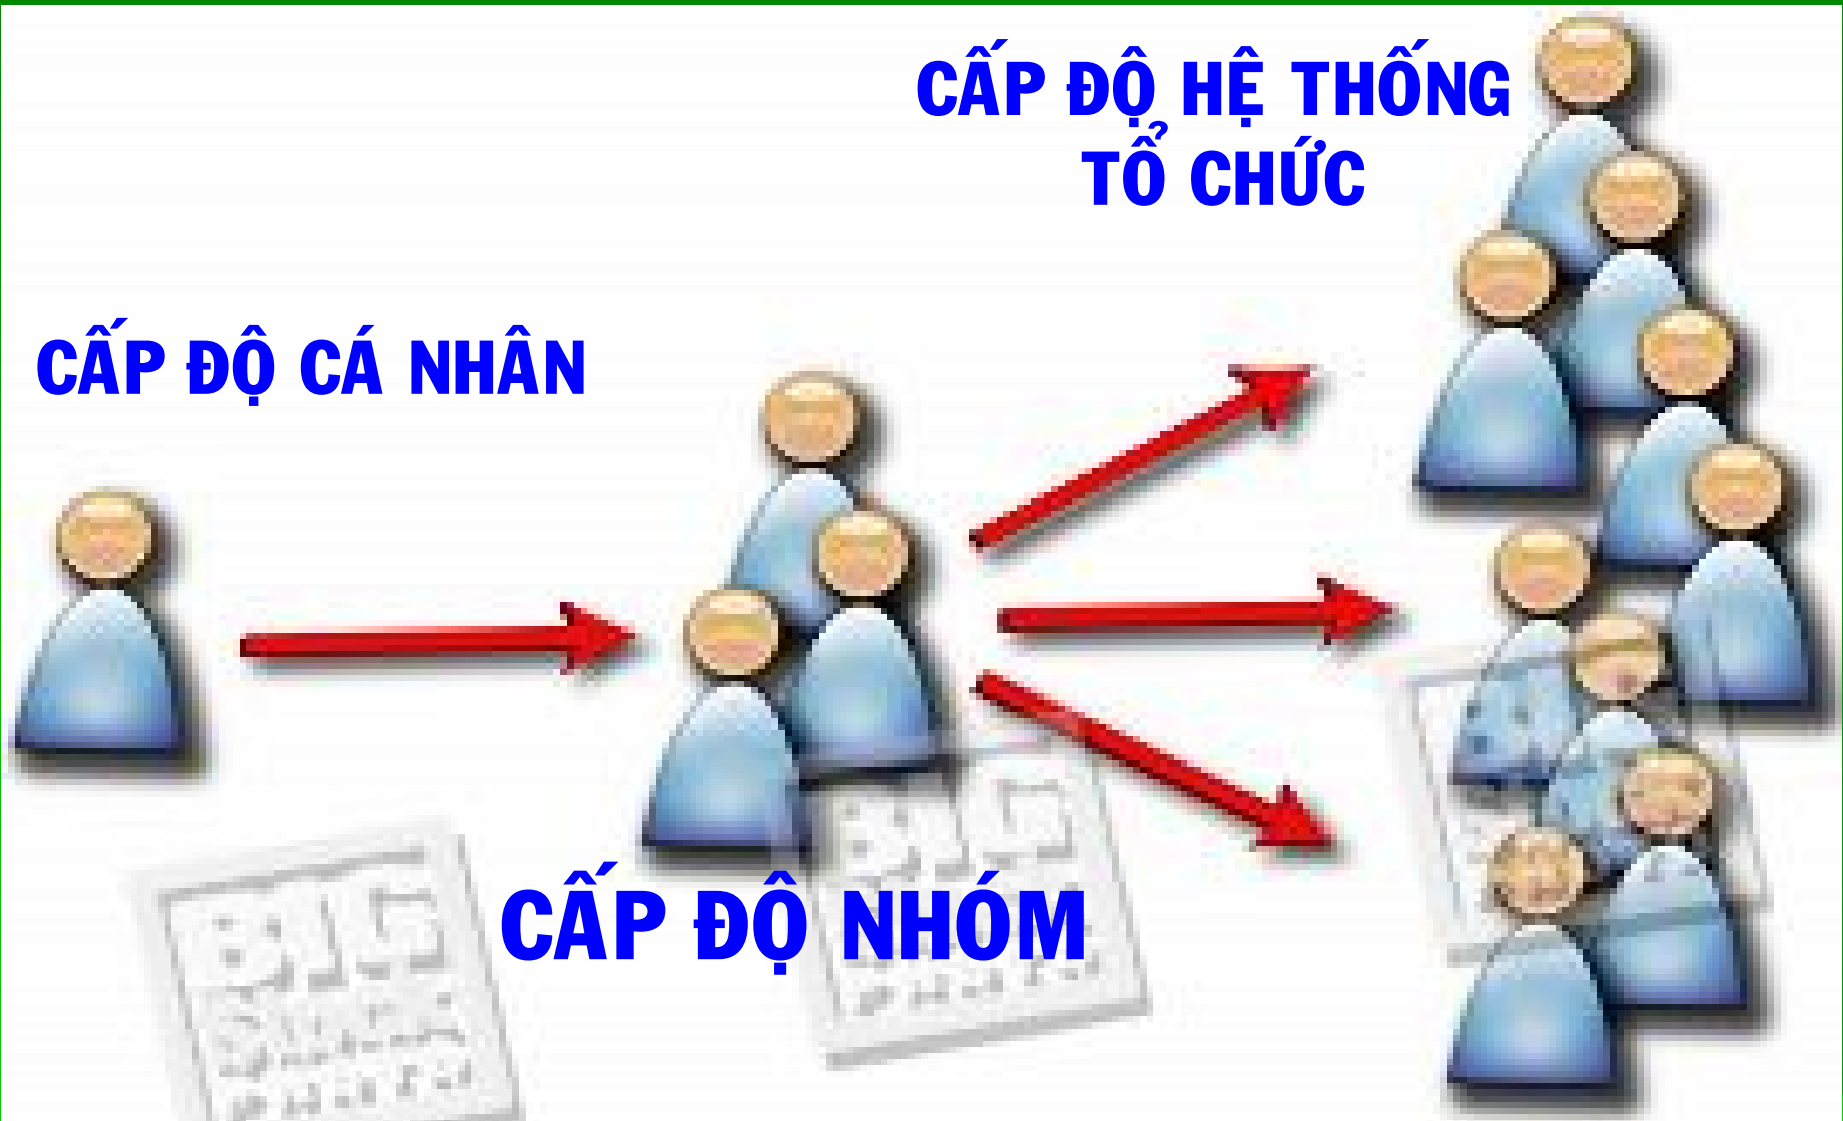 CẤP ĐỘ HỆ THỐNG
TỔ CHỨC
CẤP ĐỘ CÁ NHÂN
CẤP ĐỘ NHÓM